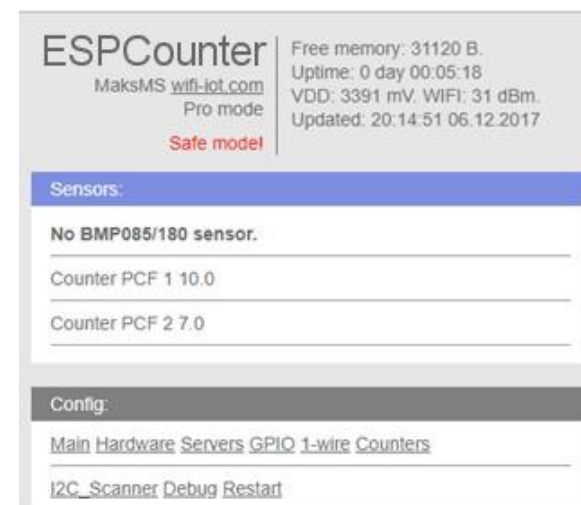 ESPCounter
MaksMS wifi-iot.com
Pro mode
Safe mode!
Free memory: 31120 B.
Uptime: 0 day 00:05:18
VDD: 3391 mV. WIFI: 31 dBm.
Updated: 20:14:51 06.12.2017
Sensors:
No BMP085/180 sensor.
Counter PCF 1 10.0
Counter PCF 2 7.0
Config:
Main Hardware Servers GPIO 1-wire Counters
I2C_Scanner Debug Restart